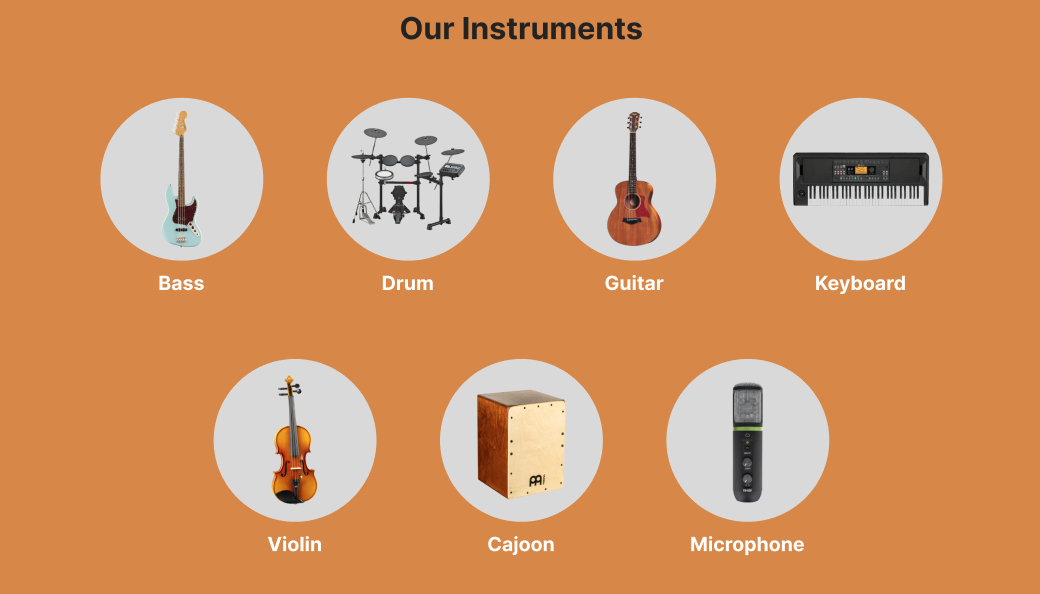 Our Instruments
Bass
Drum
Guitar
Keyboard
Violin
Cajoon
Microphone